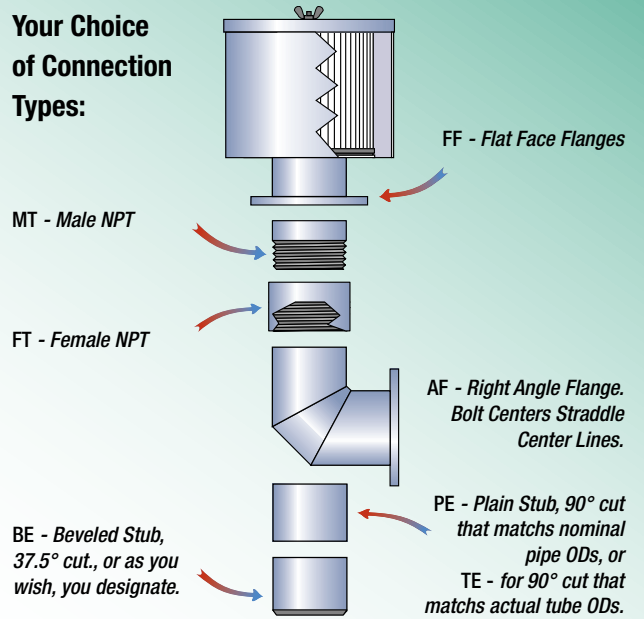 Your Choice
of Connection
Types:
FF - Flat Face Flanges
MT - Male NPT
FT - Female NPT
AF - Right Angle Flange.
Bolt Centers Straddle
Center Lines.
BE - Beveled Stub,
37.5° cut., or as you
wish, you designate.
PE - Plain Stub, 90° cut
that matchs nominal
pipe ODs, or
TE - for 90° cut that
matchs actual tube ODs.